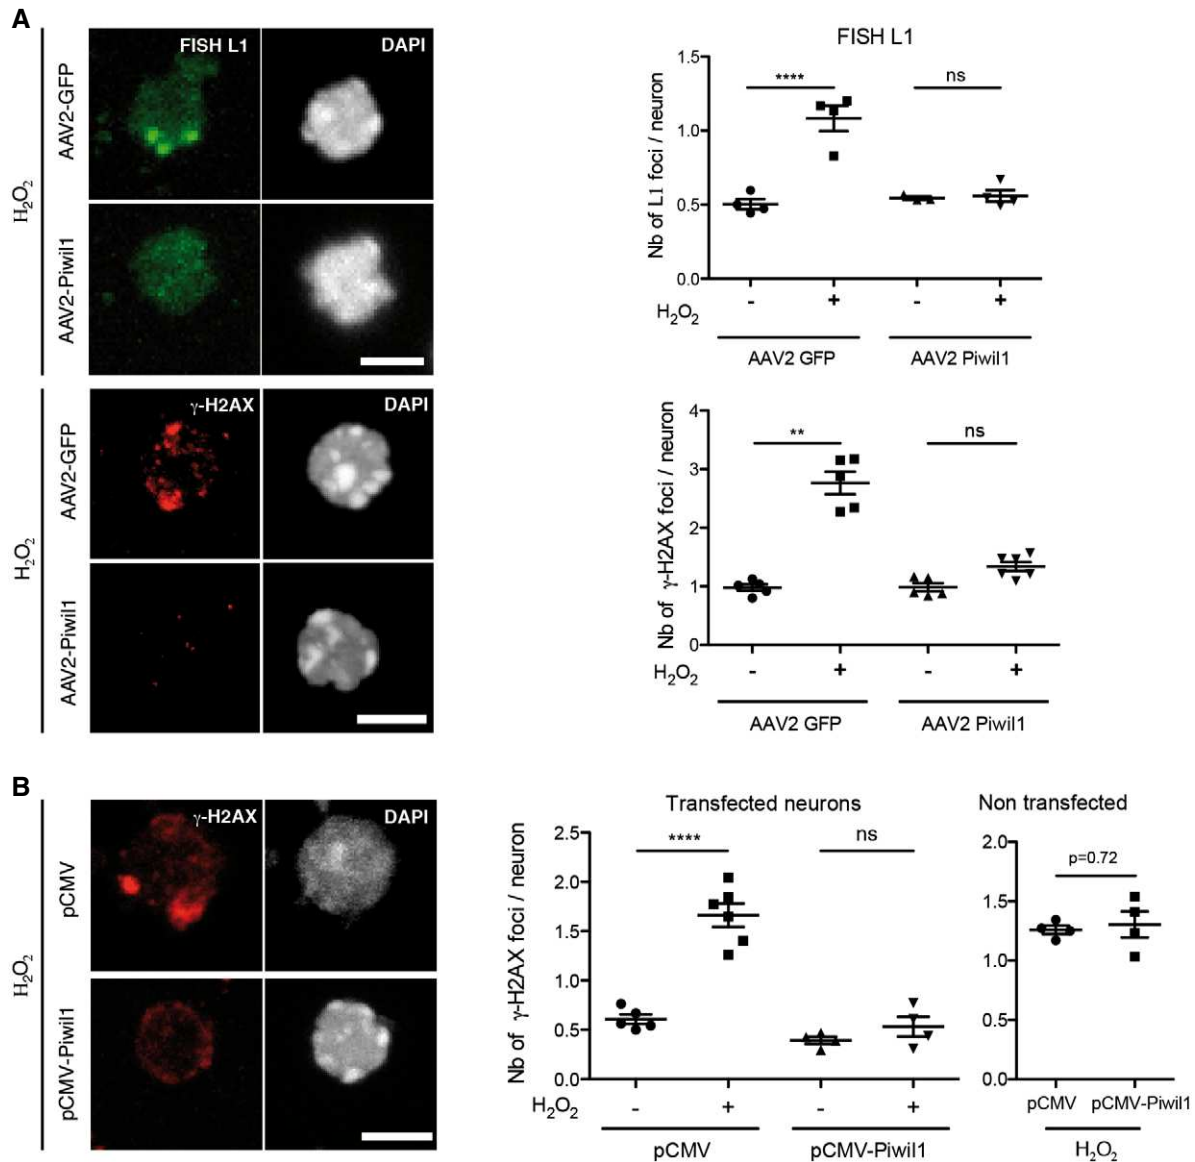 A
H₂O₂
AAV2-GFP
FISH L1
DAPI
AAV2-Piwil1
H₂O₂
AAV2-GFP
γ-H2AX
DAPI
AAV2-Piwil1
FISH L1
Nb of L1 foci / neuron
1.5
1.0
0.5
0.0
****
ns
H₂O₂
- + - +
AAV2 GFP AAV2 Piwil1
Nb of γ-H2AX foci / neuron
4
3
2
1
0
**
ns
H₂O₂
- + - +
AAV2 GFP AAV2 Piwil1
B
H₂O₂
pCMV
γ-H2AX
DAPI
pCMV-Piwil1
Transfected neurons
Nb of γ-H2AX foci / neuron
2.5
2.0
1.5
1.0
0.5
0.0
****
ns
H₂O₂
- + - +
pCMV pCMV-Piwil1
Non transfected
2.0
1.5
1.0
0.5
0.0
p=0.72
pCMV pCMV-Piwil1
H₂O₂